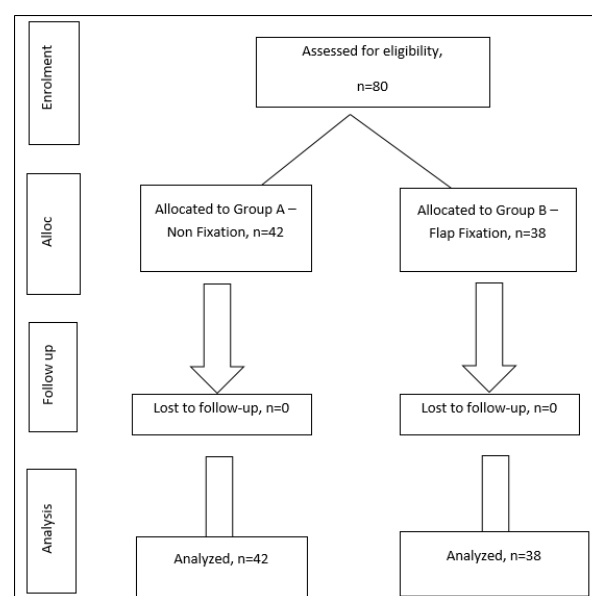 Enrolment
Assessed for eligibility,
n=80
Alloc
Allocated to Group A –
Non Fixation, n=42
Allocated to Group B –
Flap Fixation, n=38
Follow up
Lost to follow-up, n=0
Lost to follow-up, n=0
Analysis
Analyzed, n=42
Analyzed, n=38